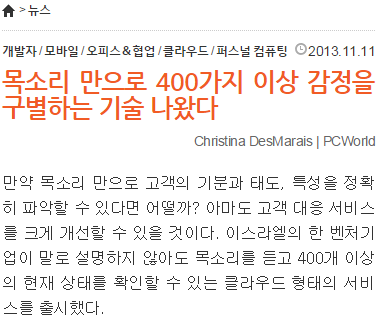 > 뉴스
개발자 / 모바일 / 오피스&협업 / 클라우드 / 퍼스널 컴퓨팅 2013.11.11
목소리 만으로 400가지 이상 감정을
구별하는 기술 나왔다
Christina DesMarais | PCWorld
만약 목소리 만으로 고객의 기분과 태도, 특성을 정확
히 파악할 수 있다면 어떨까? 아마도 고객 대응 서비스
를 크게 개선할 수 있을 것이다. 이스라엘의 한 벤처기
업이 말로 설명하지 않아도 목소리를 듣고 400개 이상
의 현재 상태를 확인할 수 있는 클라우드 형태의 서비
스를 출시했다.